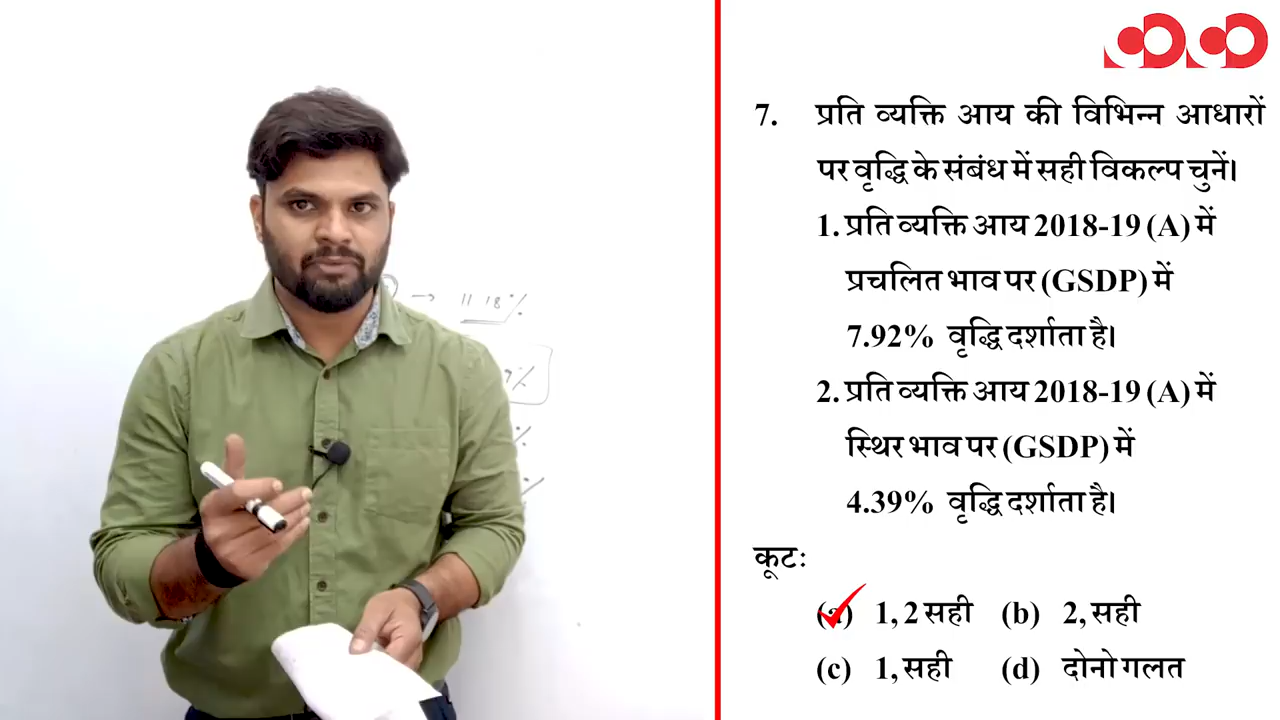 11.18%
7. प्रति व्यक्ति आय की विभिन्न आधारों
पर वृद्धि के संबंध में सही विकल्प चुनें।
1. प्रति व्यक्ति आय 2018-19 (A) में
प्रचलित भाव पर (GSDP) में
7.92% वृद्धि दर्शाता है।
2. प्रति व्यक्ति आय 2018-19 (A) में
स्थिर भाव पर (GSDP) में
4.39% वृद्धि दर्शाता है।
कूटः
(a) 1, 2 सही (b) 2, सही
(c) 1, सही (d) दोनो गलत